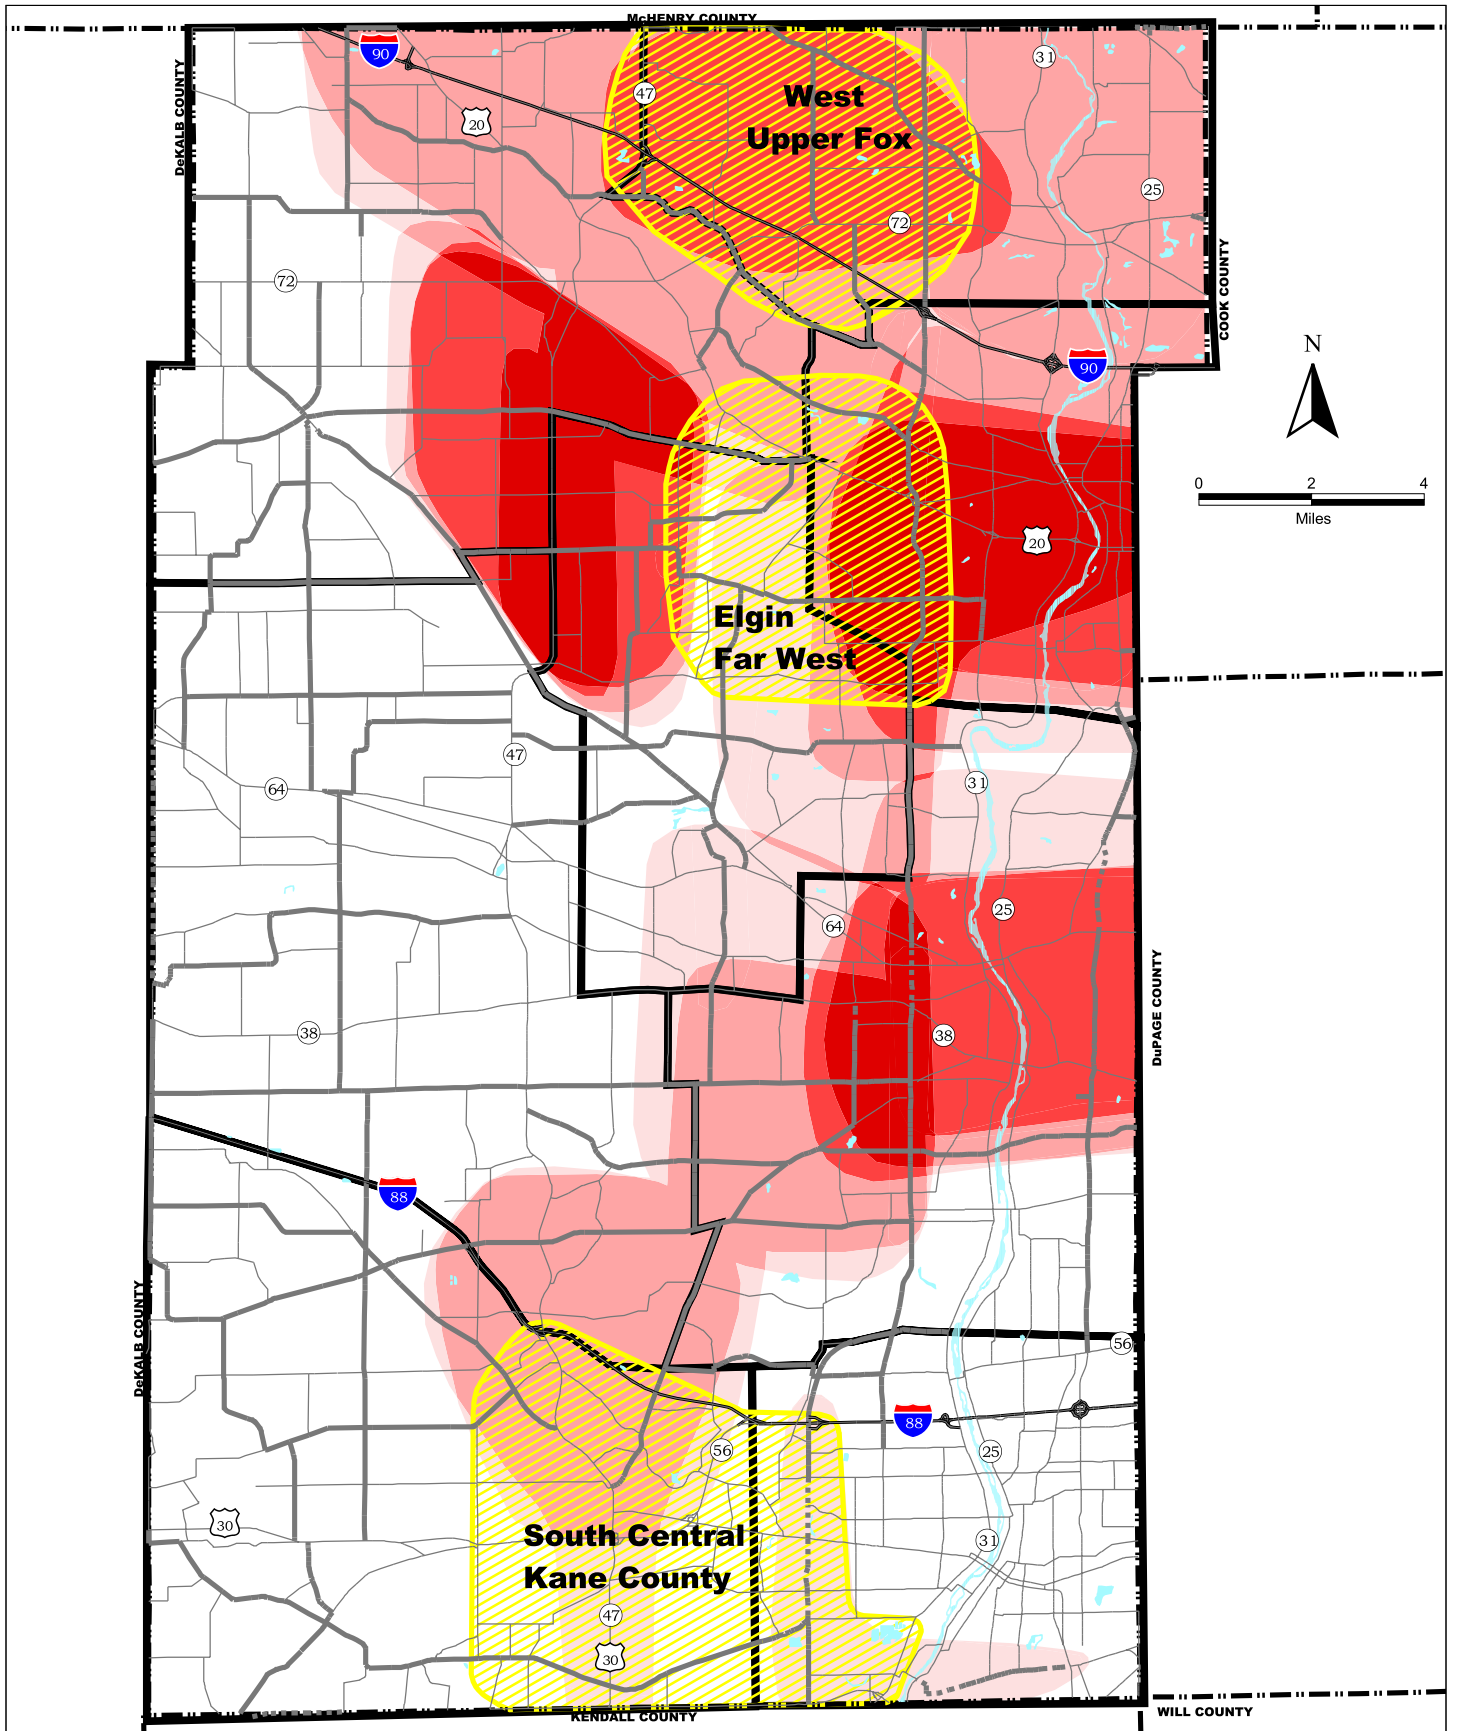 McHENRY COUNTY
90
31
DeKALB COUNTY
47
West
Upper Fox
20
25
72
72
COOK COUNTY
N
90
0 2 4
Miles
20
Elgin
Far West
47
31
64
25
64
38
38
DuPAGE COUNTY
88
DeKALB COUNTY
56
88
56
25
30
South Central
Kane County
31
47
30
KENDALL COUNTY
WILL COUNTY